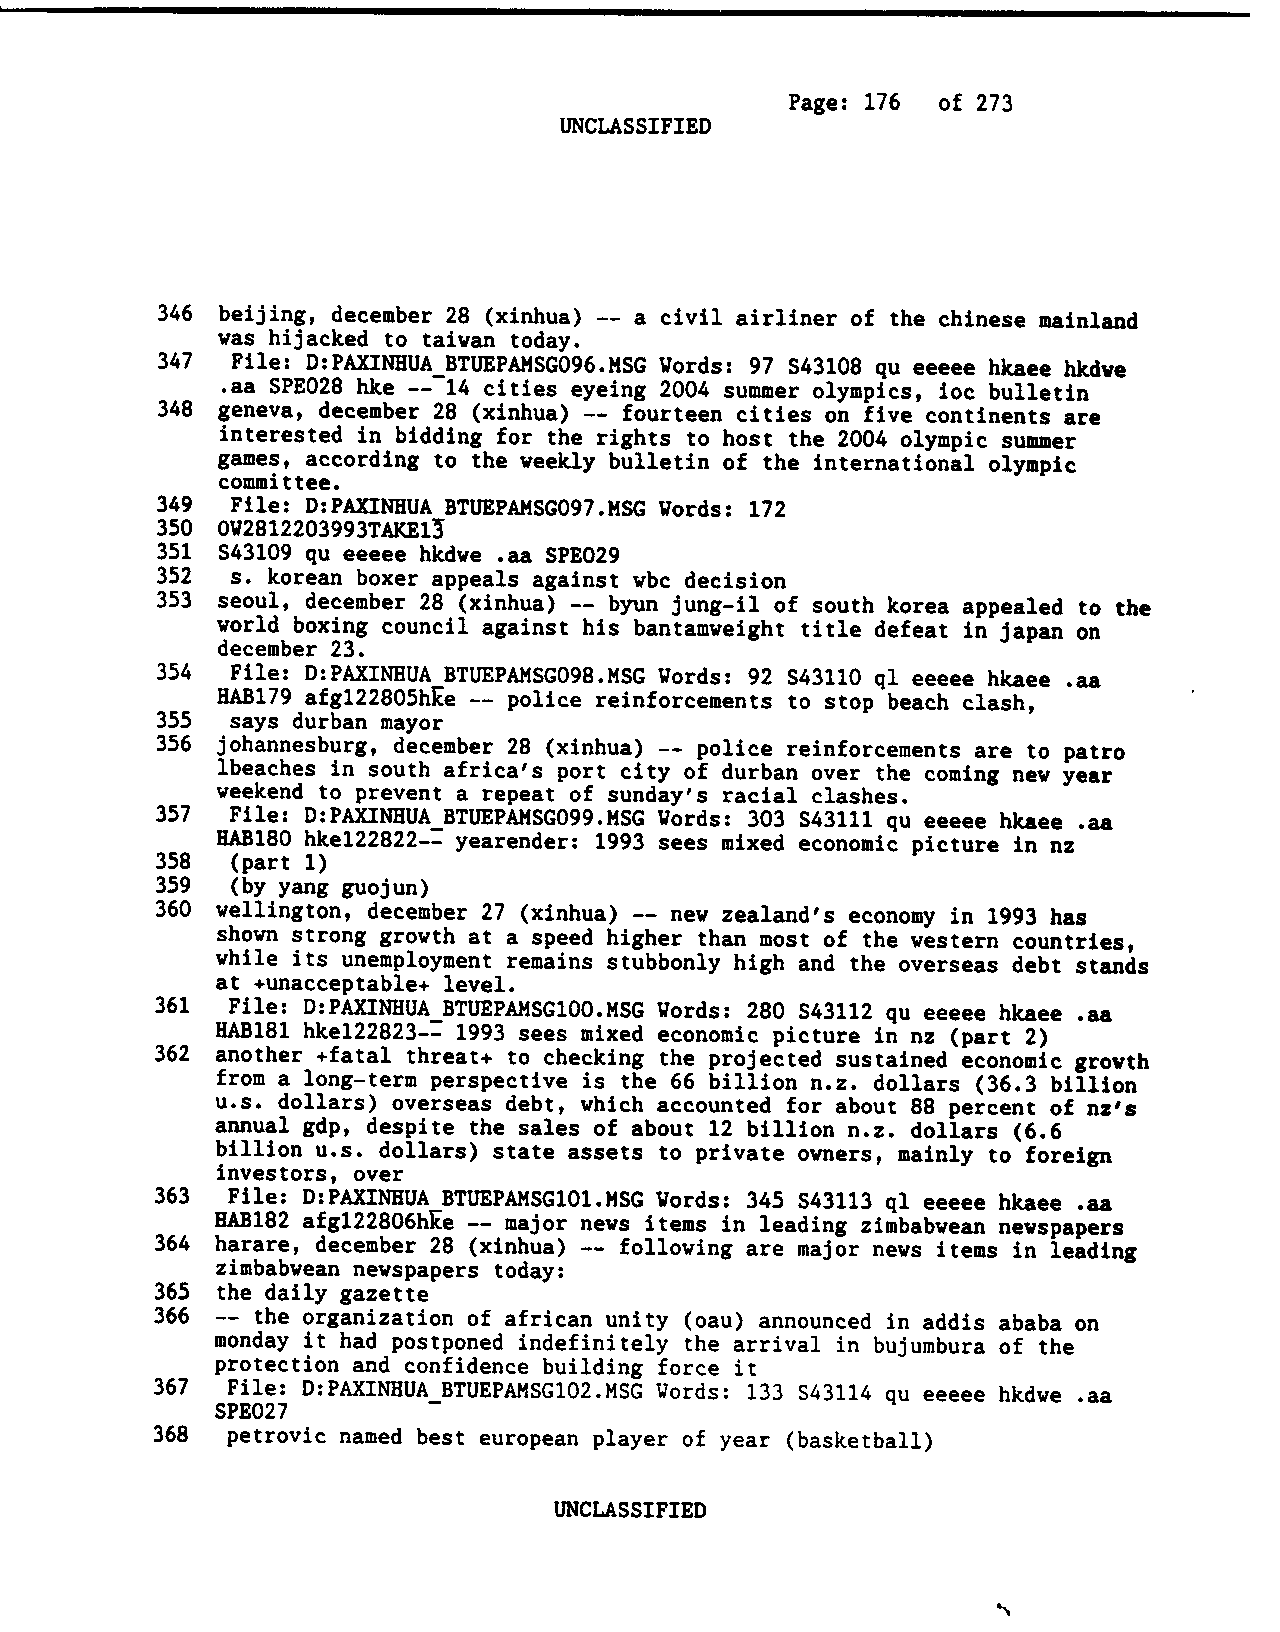 Page: 176 of 273
UNCLASSIFIED
346 beijing, december 28 (xinhua) -- a civil airliner of the chinese mainland
was hijacked to taiwan today.
347 File: D:PAXINHUA_BTUEPAMSG096.MSG Words: 97 S43108 qu eeeee hkaee hkdwe
.aa SPE028 hke -- 14 cities eyeing 2004 summer olympics, ioc bulletin
348 geneva, december 28 (xinhua) -- fourteen cities on five continents are
interested in bidding for the rights to host the 2004 olympic summer
games, according to the weekly bulletin of the international olympic
committee.
349 File: D:PAXINHUA_BTUEPAMSG097.MSG Words: 172
350 OW2812203993TAKE13
351 S43109 qu eeeee hkdwe .aa SPE029
352 s. korean boxer appeals against wbc decision
353 seoul, december 28 (xinhua) -- byun jung-il of south korea appealed to the
world boxing council against his bantamweight title defeat in japan on
december 23.
354 File: D:PAXINHUA_BTUEPAMSG098.MSG Words: 92 S43110 ql eeeee hkaee .aa
HAB179 afgl22805hke -- police reinforcements to stop beach clash,
355 says durban mayor
356 johannesburg, december 28 (xinhua) -- police reinforcements are to patro
lbeaches in south africa's port city of durban over the coming new year
weekend to prevent a repeat of sunday's racial clashes.
357 File: D:PAXINHUA_BTUEPAMSG099.MSG Words: 303 S43111 qu eeeee hkaee .aa
HAB180 hkel22822-- yearender: 1993 sees mixed economic picture in nz
358 (part 1)
359 (by yang guojun)
360 wellington, december 27 (xinhua) -- new zealand's economy in 1993 has
shown strong growth at a speed higher than most of the western countries,
while its unemployment remains stubbonly high and the overseas debt stands
at +unacceptable+ level.
361 File: D:PAXINHUA_BTUEPAMSG100.MSG Words: 280 S43112 qu eeeee hkaee .aa
HAB181 hkel22823-- 1993 sees mixed economic picture in nz (part 2)
362 another +fatal threat+ to checking the projected sustained economic growth
from a long-term perspective is the 66 billion n.z. dollars (36.3 billion
u.s. dollars) overseas debt, which accounted for about 88 percent of nz's
annual gdp, despite the sales of about 12 billion n.z. dollars (6.6
billion u.s. dollars) state assets to private owners, mainly to foreign
investors, over
363 File: D:PAXINHUA_BTUEPAMSG101.MSG Words: 345 S43113 ql eeeee hkaee .aa
HAB182 afgl22806hke -- major news items in leading zimbabwean newspapers
364 harare, december 28 (xinhua) -- following are major news items in leading
zimbabwean newspapers today:
365 the daily gazette
366 -- the organization of african unity (oau) announced in addis ababa on
monday it had postponed indefinitely the arrival in bujumbura of the
protection and confidence building force it
367 File: D:PAXINHUA_BTUEPAMSG102.MSG Words: 133 S43114 qu eeeee hkdwe .aa
SPE027
368 petrovic named best european player of year (basketball)
UNCLASSIFIED